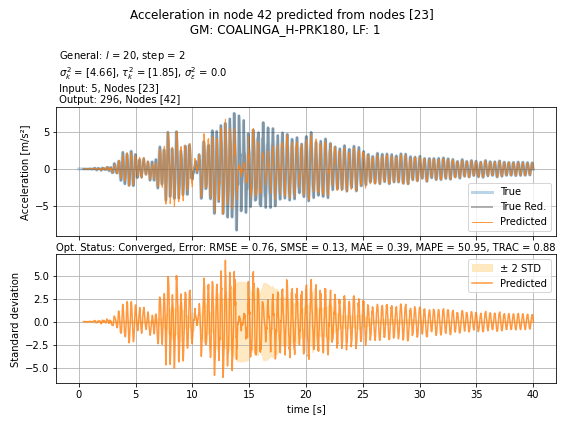 Acceleration in node 42 predicted from nodes [23]
GM: COALINGA_H-PRK180, LF: 1
General: l = 20, step = 2
σ²ₖ = [4.66], τ²ₖ = [1.85], σ²ε = 0.0
Input: 5, Nodes [23]
Output: 296, Nodes [42]
Acceleration [m/s²]
5
0
−5
True
True Red.
Predicted
Opt. Status: Converged, Error: RMSE = 0.76, SMSE = 0.13, MAE = 0.39, MAPE = 50.95, TRAC = 0.88
Standard deviation
5.0
2.5
0.0
−2.5
−5.0
± 2 STD
Predicted
0 5 10 15 20 25 30 35 40
time [s]